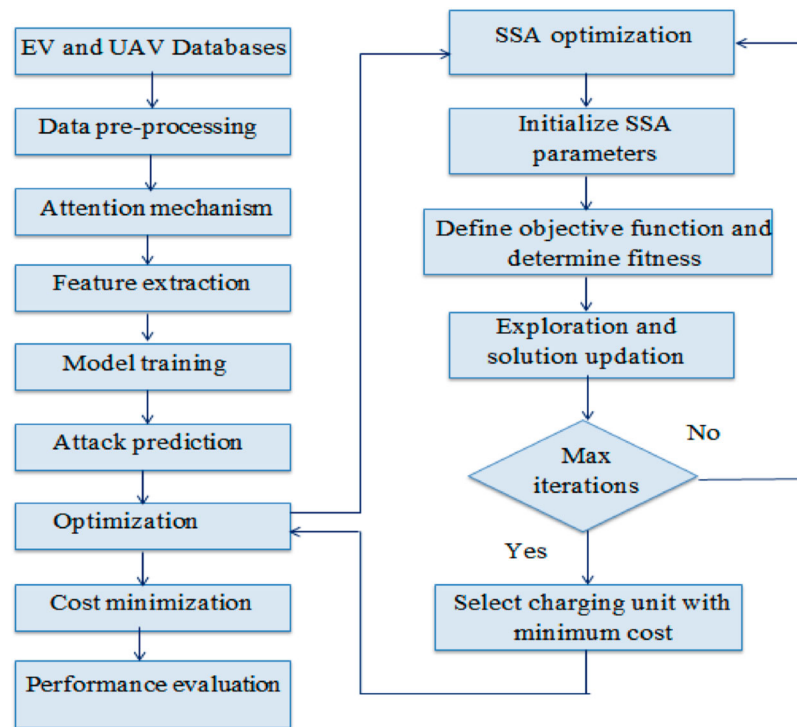 EV and UAV Databases
Data pre-processing
Attention mechanism
Feature extraction
Model training
Attack prediction
Optimization
Cost minimization
Performance evaluation
SSA optimization
Initialize SSA
parameters
Define objective function and
determine fitness
Exploration and
solution updation
Max
iterations
No
Yes
Select charging unit with
minimum cost